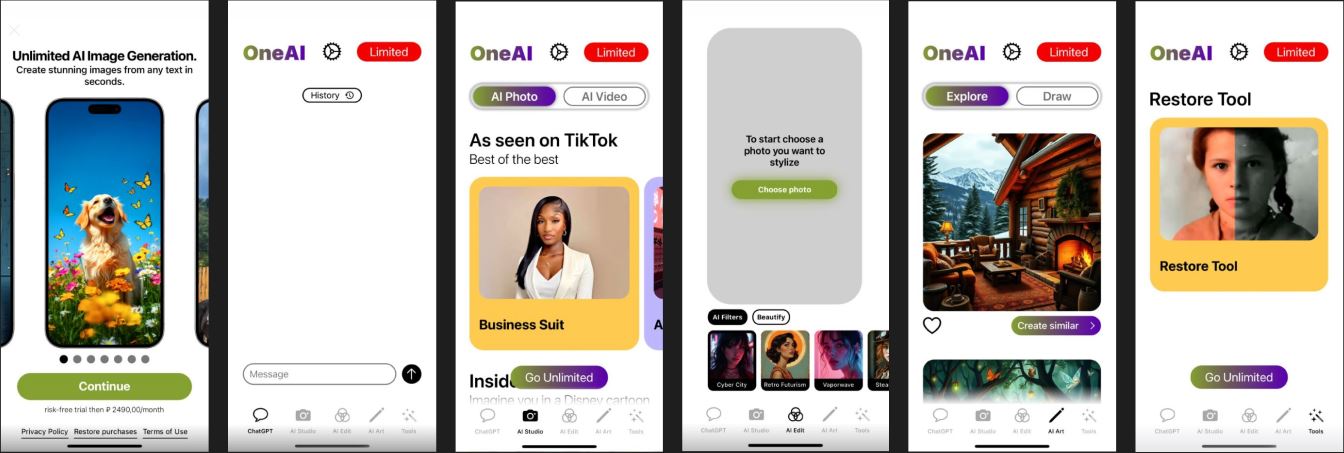 Unlimited AI Image Generation.
Create stunning images from any text in
seconds.
Continue
risk-free trial then ₽ 2490,00/month
Privacy Policy Restore purchases Terms of Use
OneAI Limited
History
Message
ChatGPT AI Studio AI Edit AI Art Tools
OneAI Limited
AI Photo AI Video
As seen on TikTok
Best of the best
Business Suit
A
Insid
Go Unlimited
Imagine you in a Disney cartoon
ChatGPT AI Studio AI Edit AI Art Tools
To start choose a
photo you want to
stylize
Choose photo
AI Filters Beautify
Cyber City Retro Futurism Vaporwave Stea
ChatGPT AI Studio AI Edit AI Art Tools
OneAI Limited
Explore Draw
Create similar
ChatGPT AI Studio AI Edit AI Art Tools
OneAI Limited
Restore Tool
Restore Tool
Go Unlimited
ChatGPT AI Studio AI Edit AI Art Tools